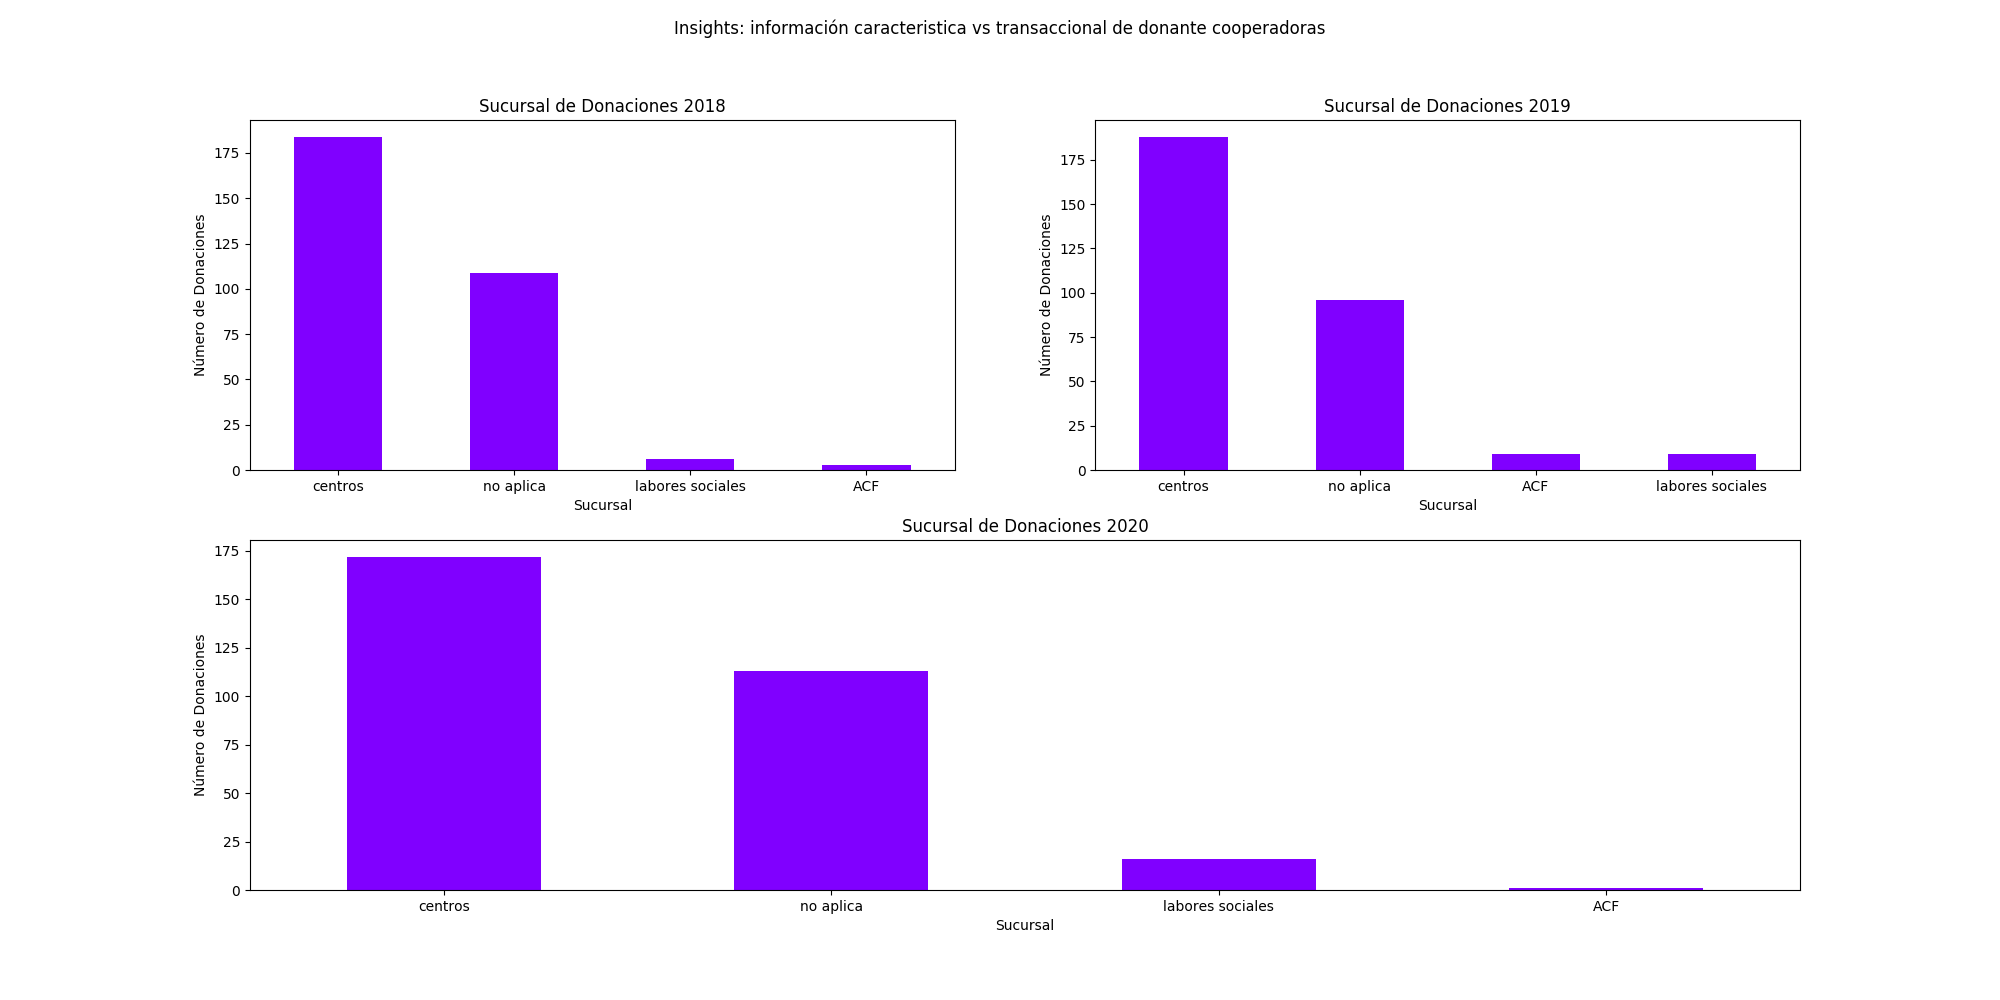 Insights: información caracteristica vs transaccional de donante cooperadoras
Sucursal de Donaciones 2018
Número de Donaciones
175
150
125
100
75
50
25
0
centros no aplica labores sociales ACF
Sucursal
Sucursal de Donaciones 2019
Número de Donaciones
175
150
125
100
75
50
25
0
centros no aplica ACF labores sociales
Sucursal
Sucursal de Donaciones 2020
Número de Donaciones
175
150
125
100
75
50
25
0
centros no aplica labores sociales ACF
Sucursal